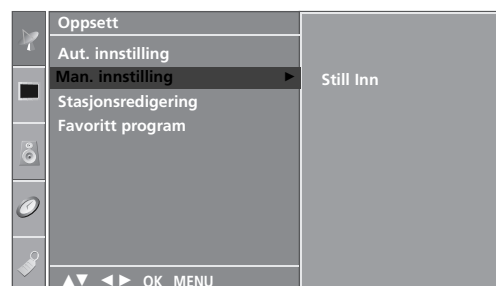 Oppsett
Aut. innstilling
Man. innstilling ► Still Inn
Stasjonsredigering
Favoritt program
▲▼ ◄► OK MENU